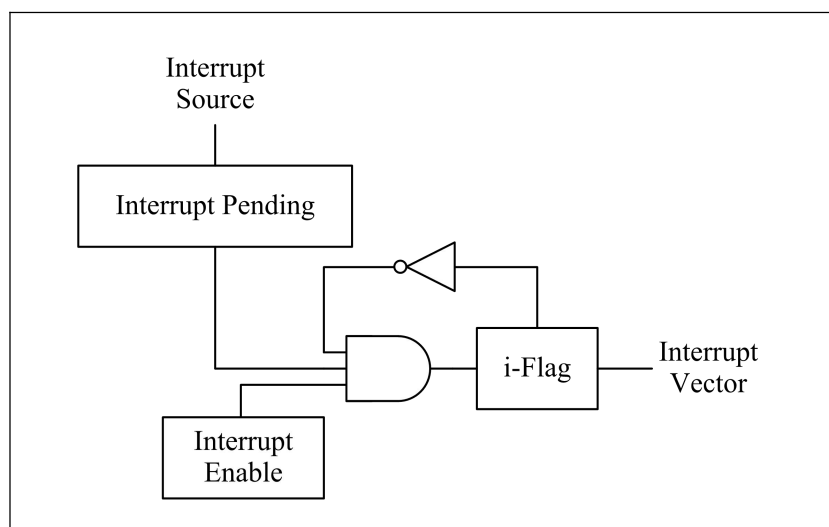 Interrupt
Source
Interrupt Pending
i-Flag
Interrupt
Vector
Interrupt
Enable